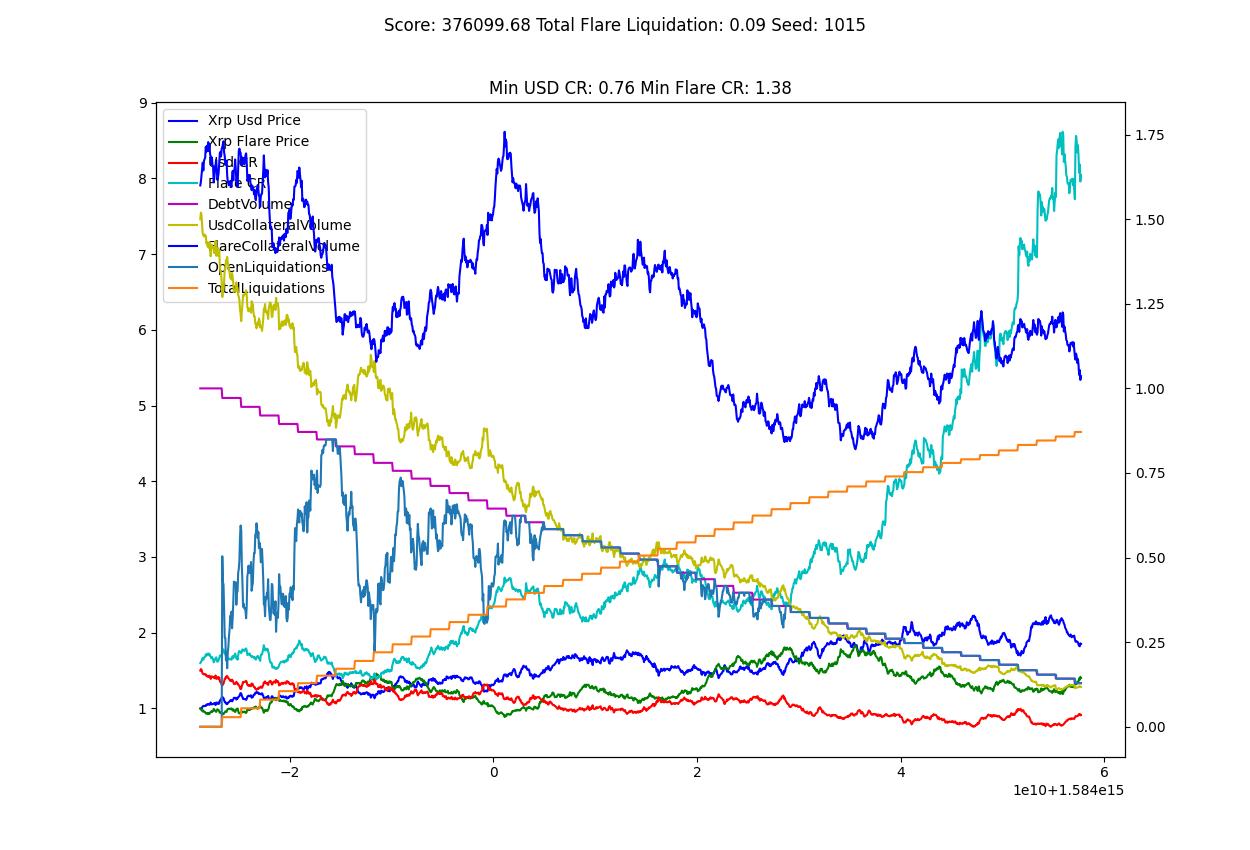 Score: 376099.68 Total Flare Liquidation: 0.09 Seed: 1015
Min USD CR: 0.76 Min Flare CR: 1.38
Xrp Usd Price
Xrp Flare Price
Usd CR
Flare CR
DebtVolume
UsdCollateralVolume
FlareCollateralVolume
OpenLiquidations
TotalLiquidations
9
8
7
6
5
4
3
2
1
1.75
1.50
1.25
1.00
0.75
0.50
0.25
0.00
−2 0 2 4 6
1e10+1.584e15